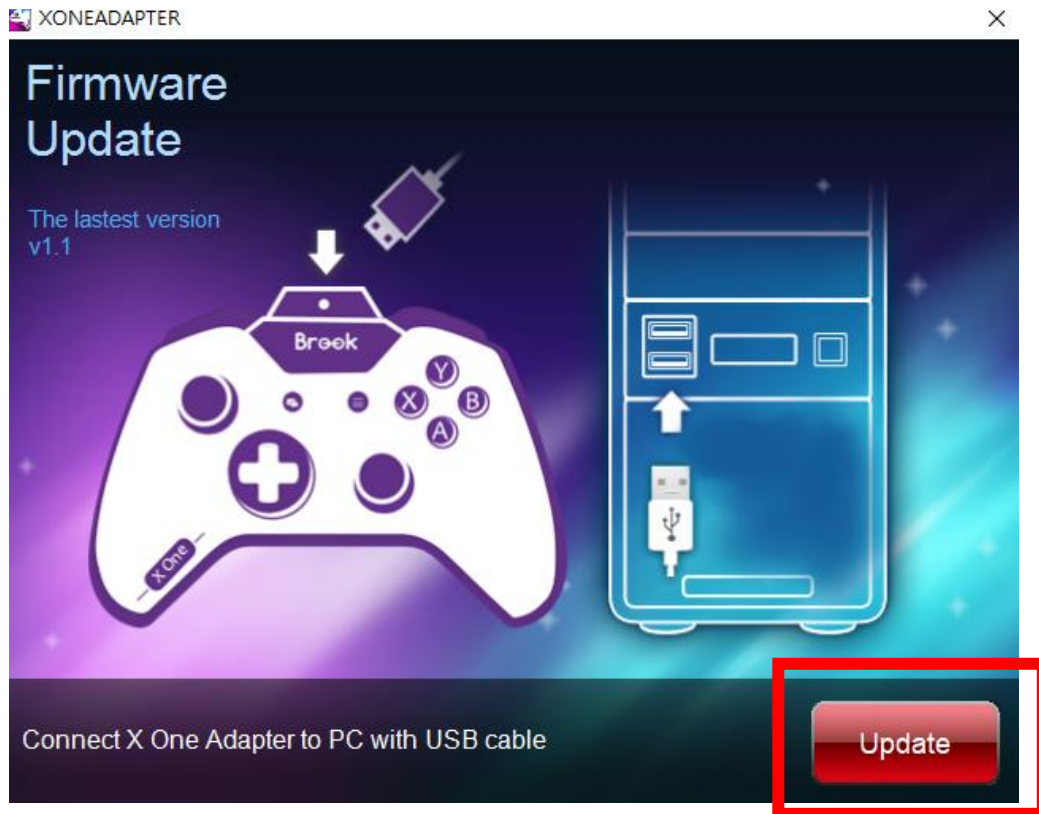 XONEADAPTER
Firmware
Update
The lastest version
v1.1
Brook
Y
X
B
A
X One
Connect X One Adapter to PC with USB cable
Update